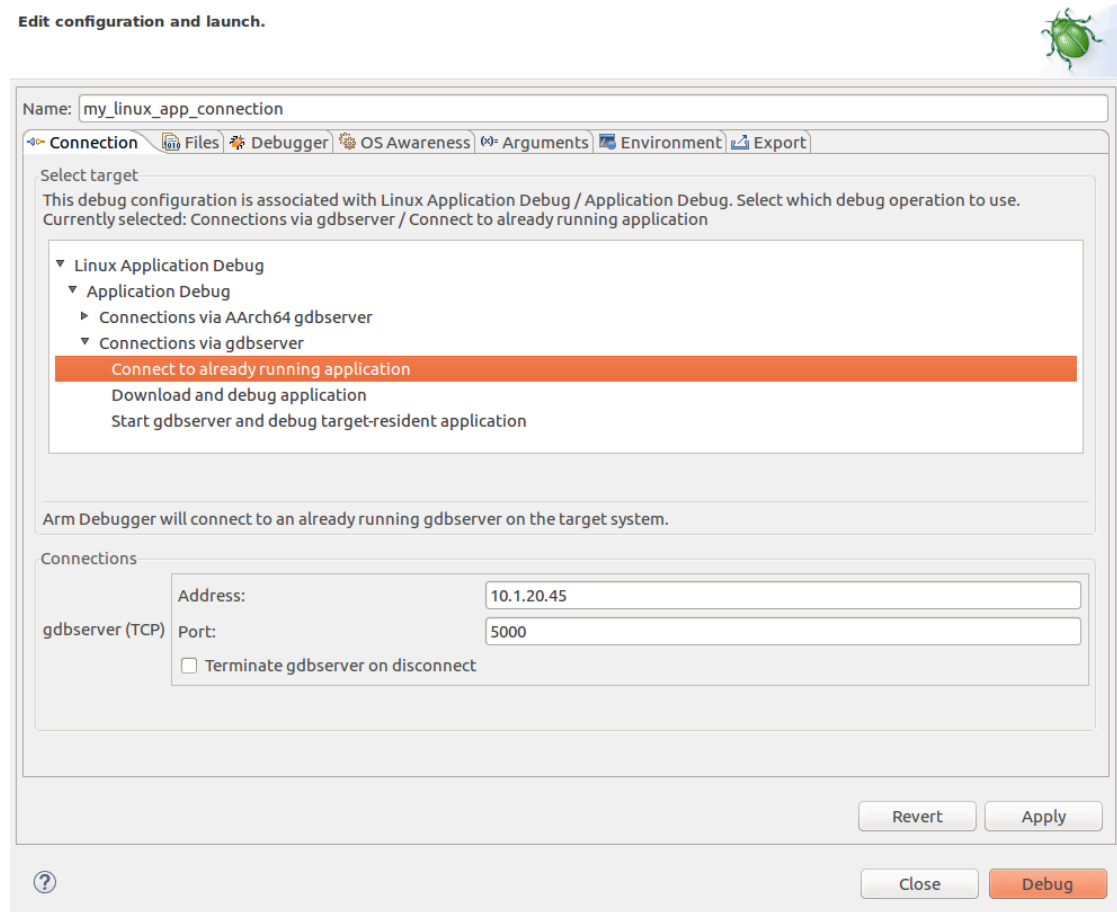 Edit configuration and launch.
Name: my_linux_app_connection
Connection Files Debugger OS Awareness (x)= Arguments Environment Export
Select target
This debug configuration is associated with Linux Application Debug / Application Debug. Select which debug operation to use.
Currently selected: Connections via gdbserver / Connect to already running application
Linux Application Debug
Application Debug
Connections via AArch64 gdbserver
Connections via gdbserver
Connect to already running application
Download and debug application
Start gdbserver and debug target-resident application
Arm Debugger will connect to an already running gdbserver on the target system.
Connections
Address: 10.1.20.45
gdbserver (TCP) Port: 5000
Terminate gdbserver on disconnect
Revert Apply
? Close Debug